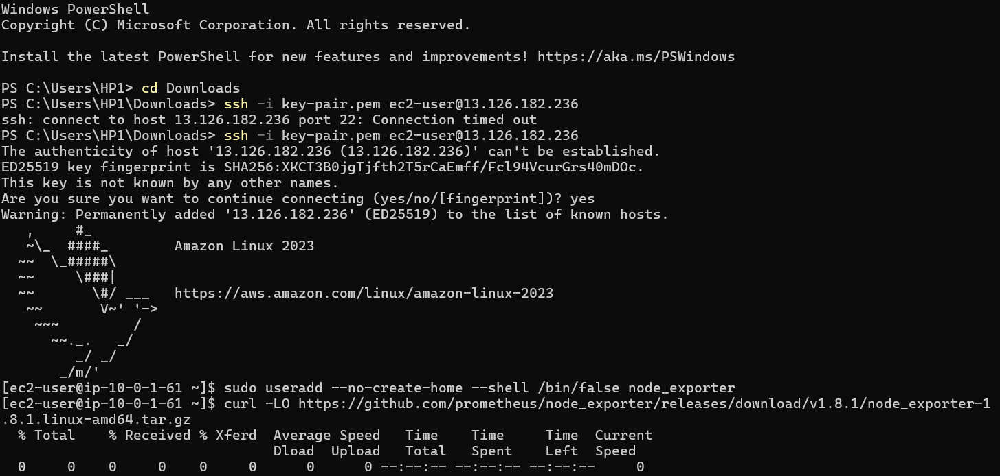 Windows PowerShell
Copyright (C) Microsoft Corporation. All rights reserved.
Install the latest PowerShell for new features and improvements! https://aka.ms/PSWindows
PS C:\Users\HP1> cd Downloads
PS C:\Users\HP1\Downloads> ssh -i key-pair.pem ec2-user@13.126.182.236
ssh: connect to host 13.126.182.236 port 22: Connection timed out
PS C:\Users\HP1\Downloads> ssh -i key-pair.pem ec2-user@13.126.182.236
The authenticity of host '13.126.182.236 (13.126.182.236)' can't be established.
ED25519 key fingerprint is SHA256:XKCT3B0jgTjfth2T5rCaEmff/Fcl94VcurGrs40mDOc.
This key is not known by any other names.
Are you sure you want to continue connecting (yes/no/[fingerprint])? yes
Warning: Permanently added '13.126.182.236' (ED25519) to the list of known hosts.
   ,     #_
   ~\_  ####_        Amazon Linux 2023
  ~~  \_#####\
  ~~     \###|
  ~~       \#/ ___   https://aws.amazon.com/linux/amazon-linux-2023
   ~~       V~' '->
    ~~~         /
      ~~._.   _/
         _/ _/
       _/m/'
[ec2-user@ip-10-0-1-61 ~]$ sudo useradd --no-create-home --shell /bin/false node_exporter
[ec2-user@ip-10-0-1-61 ~]$ curl -LO https://github.com/prometheus/node_exporter/releases/download/v1.8.1/node_exporter-1
.8.1.linux-amd64.tar.gz
  % Total    % Received % Xferd  Average Speed   Time    Time     Time  Current
                                 Dload  Upload   Total   Spent    Left  Speed
  0     0    0     0    0     0      0      0 --:--:-- --:--:-- --:--:--     0